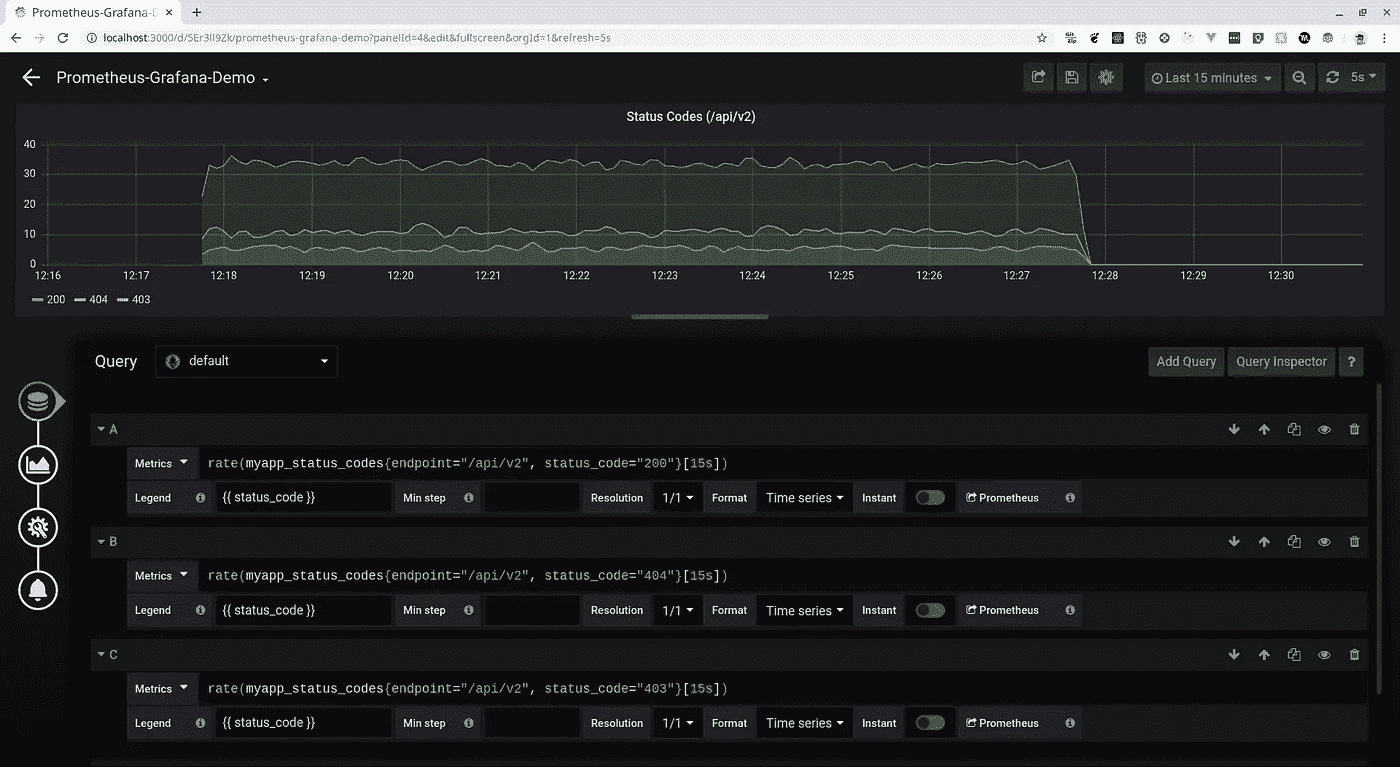 Prometheus-Grafana-D
localhost:3000/d/5Er3ll9Zk/prometheus-grafana-demo?panelId=4&edit&fullscreen&orgId=1&refresh=5s
Prometheus-Grafana-Demo
Last 15 minutes
5s
Status Codes (/api/v2)
40
30
20
10
0
12:16 12:17 12:18 12:19 12:20 12:21 12:22 12:23 12:24 12:25 12:26 12:27 12:28 12:29 12:30
200 404 403
Query default Add Query Query Inspector ?
A
Metrics rate(myapp_status_codes{endpoint="/api/v2", status_code="200"}[15s])
Legend {{ status_code }} Min step Resolution 1/1 Format Time series Instant Prometheus
B
Metrics rate(myapp_status_codes{endpoint="/api/v2", status_code="404"}[15s])
Legend {{ status_code }} Min step Resolution 1/1 Format Time series Instant Prometheus
C
Metrics rate(myapp_status_codes{endpoint="/api/v2", status_code="403"}[15s])
Legend {{ status_code }} Min step Resolution 1/1 Format Time series Instant Prometheus